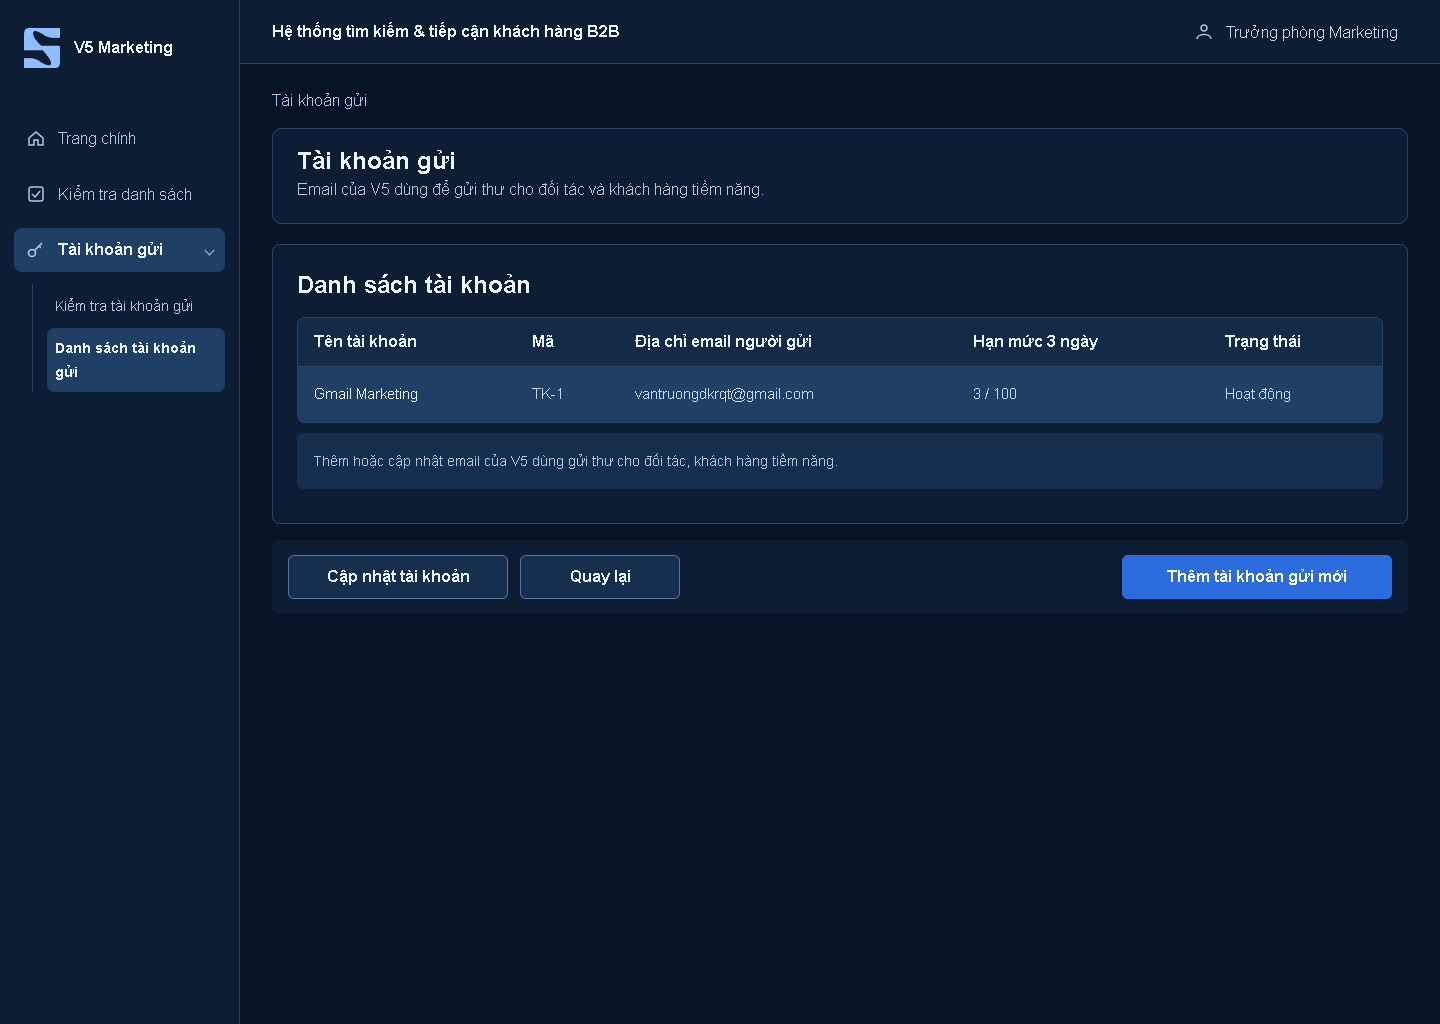 V5 Marketing
Hệ thống tìm kiếm & tiếp cận khách hàng B2B
Trưởng phòng Marketing
Trang chính
Kiểm tra danh sách
Tài khoản gửi
Kiểm tra tài khoản gửi
Danh sách tài khoản
gửi
Tài khoản gửi
Tài khoản gửi
Email của V5 dùng để gửi thư cho đối tác và khách hàng tiềm năng.
Danh sách tài khoản
Tên tài khoản Mã Địa chỉ email người gửi Hạn mức 3 ngày Trạng thái
Gmail Marketing TK-1 vantruongdkrqt@gmail.com 3 / 100 Hoạt động
Thêm hoặc cập nhật email của V5 dùng gửi thư cho đối tác, khách hàng tiềm năng.
Cập nhật tài khoản Quay lại Thêm tài khoản gửi mới